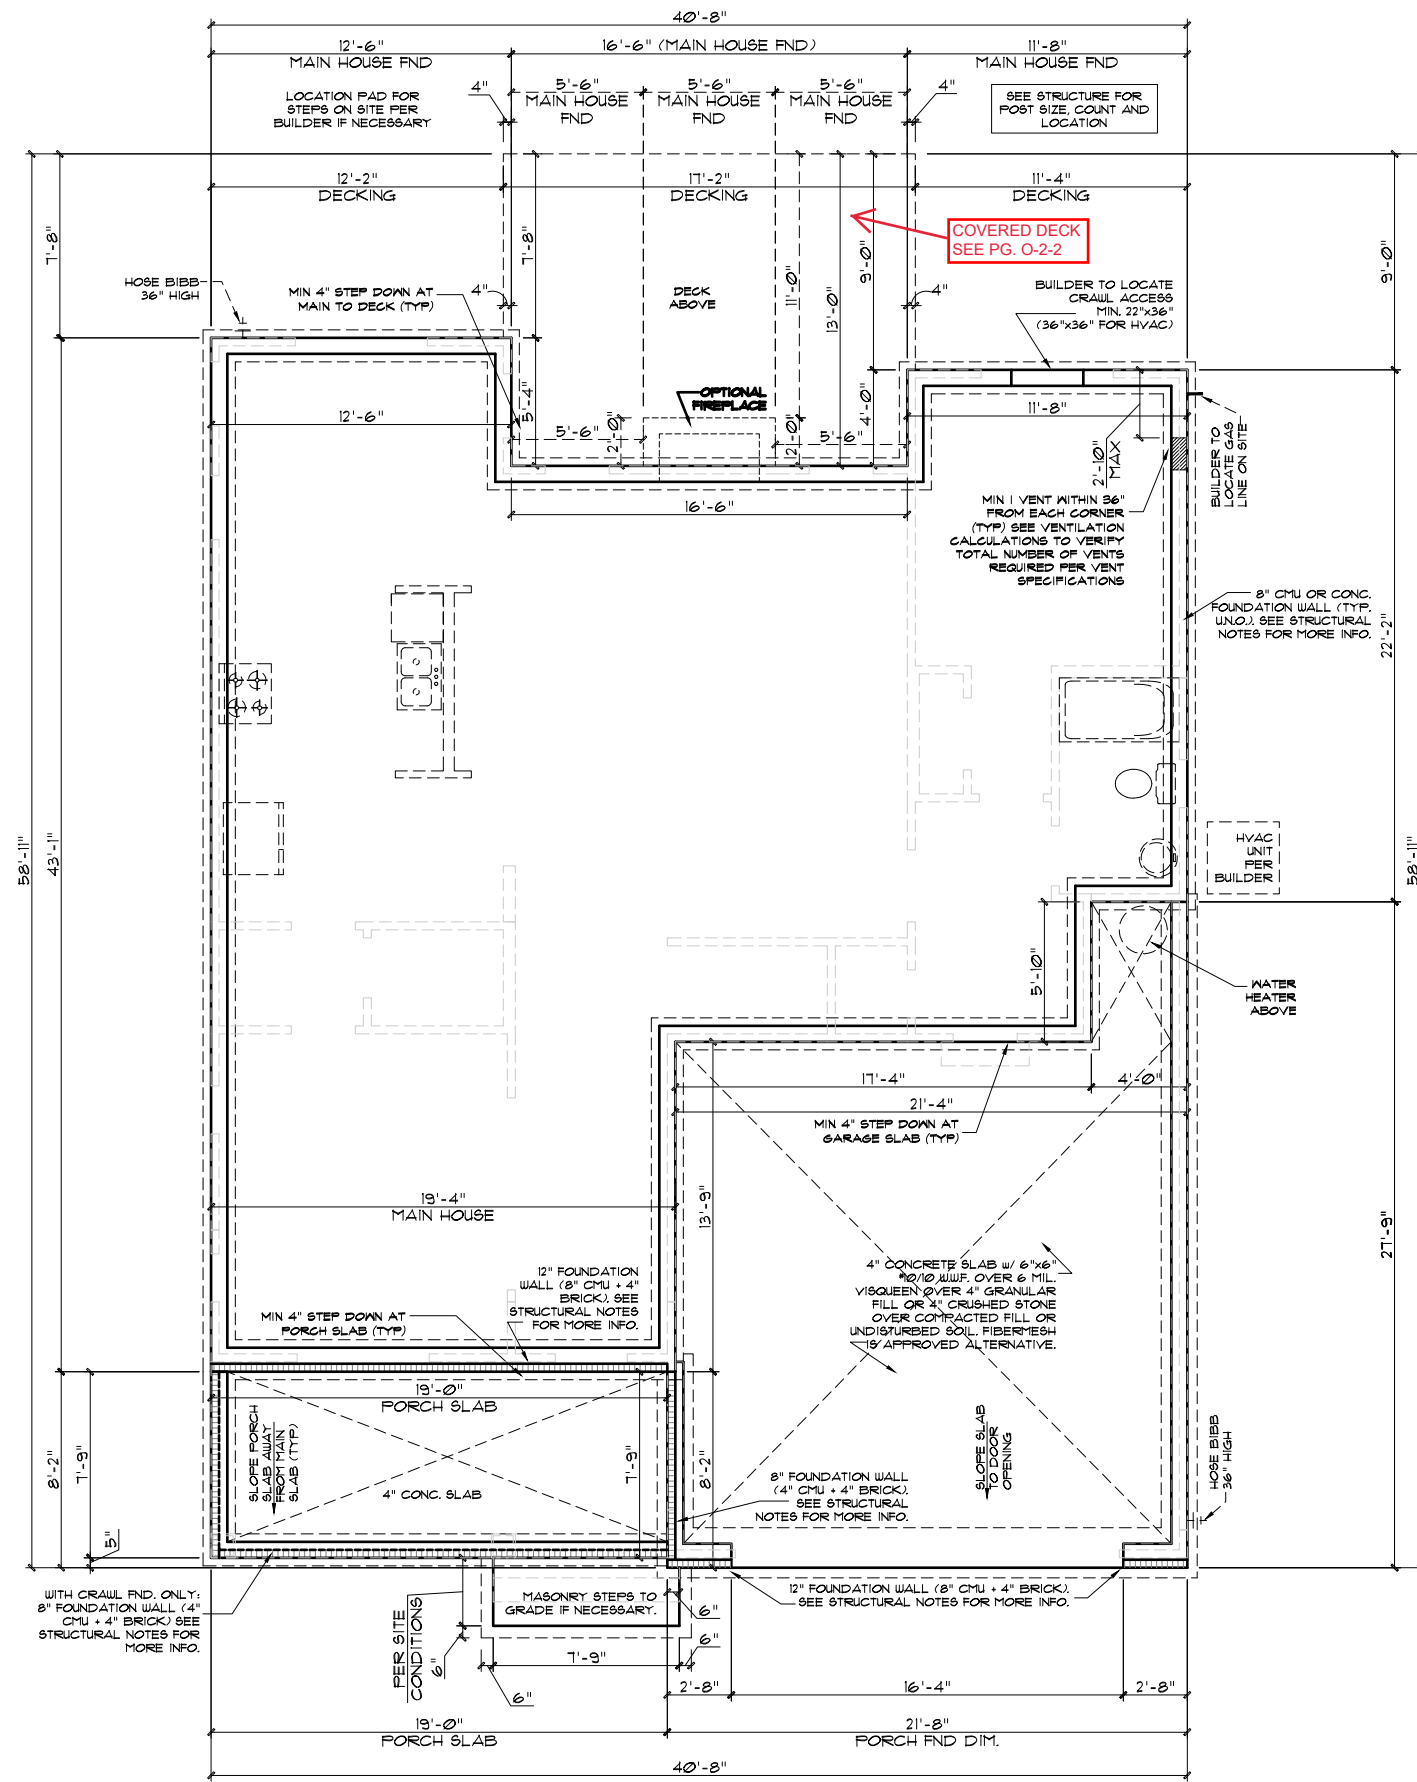 40'-8"
12'-6"
MAIN HOUSE FND
16'-6" (MAIN HOUSE FND)
11'-8"
MAIN HOUSE FND
LOCATION PAD FOR
STEPS ON SITE PER
BUILDER IF NECESSARY
4"
5'-6"
MAIN HOUSE
FND
5'-6"
MAIN HOUSE
FND
5'-6"
MAIN HOUSE
FND
4"
SEE STRUCTURE FOR
POST SIZE, COUNT AND
LOCATION
12'-2"
DECKING
17'-2"
DECKING
11'-4"
DECKING
COVERED DECK
SEE PG. O-2-2
7'-8"
7'-8"
9'-0"
9'-0"
HOSE BIBB
36" HIGH
MIN 4" STEP DOWN AT
MAIN TO DECK (TYP)
4"
DECK
ABOVE
11'-0"
13'-0"
4"
BUILDER TO LOCATE
CRAWL ACCESS
MIN. 22"x36"
(36"x36" FOR HVAC)
OPTIONAL
FIREPLACE
12'-6"
5'-4"
5'-6"
2'-0"
2'-0"
5'-6"
4'-0"
11'-8"
2'-10"
MAX
BUILDER TO
LOCATE GAS
LINE ON SITE
16'-6"
MIN 1 VENT WITHIN 36"
FROM EACH CORNER
(TYP) SEE VENTILATION
CALCULATIONS TO VERIFY
TOTAL NUMBER OF VENTS
REQUIRED PER VENT
SPECIFICATIONS
8" CMU OR CONC.
FOUNDATION WALL (TYP.
U.N.O.). SEE STRUCTURAL
NOTES FOR MORE INFO.
22'-2"
58'-11"
43'-1"
HVAC
UNIT
PER
BUILDER
58'-11"
5'-10"
WATER
HEATER
ABOVE
17'-4"
4'-0"
21'-4"
MIN 4" STEP DOWN AT
GARAGE SLAB (TYP)
19'-4"
MAIN HOUSE
13'-9"
27'-9"
12" FOUNDATION
WALL (8" CMU + 4"
BRICK). SEE
STRUCTURAL NOTES
FOR MORE INFO.
4" CONCRETE SLAB w/ 6"x6"
*10/10 W.W.F. OVER 6 MIL.
VISQUEEN OVER 4" GRANULAR
FILL OR 4" CRUSHED STONE
OVER COMPACTED FILL OR
UNDISTURBED SOIL. FIBERMESH
IS APPROVED ALTERNATIVE.
MIN 4" STEP DOWN AT
PORCH SLAB (TYP)
19'-0"
PORCH SLAB
SLOPE PORCH
SLAB AWAY
FROM MAIN
SLAB (TYP)
4" CONC. SLAB
8'-2"
7'-9"
7'-9"
8'-2"
5"
8" FOUNDATION WALL
(4" CMU + 4" BRICK).
SEE STRUCTURAL
NOTES FOR MORE INFO.
SLOPE SLAB
TO DOOR
OPENING
HOSE BIBB
36" HIGH
WITH CRAWL FND. ONLY:
8" FOUNDATION WALL (4"
CMU + 4" BRICK) SEE
STRUCTURAL NOTES FOR
MORE INFO.
MASONRY STEPS TO
GRADE IF NECESSARY.
12" FOUNDATION WALL (8" CMU + 4" BRICK).
SEE STRUCTURAL NOTES FOR MORE INFO.
PER SITE
CONDITIONS
6"
6"
6"
7'-9"
6"
2'-8"
16'-4"
2'-8"
19'-0"
PORCH SLAB
21'-8"
PORCH FND DIM.
40'-8"